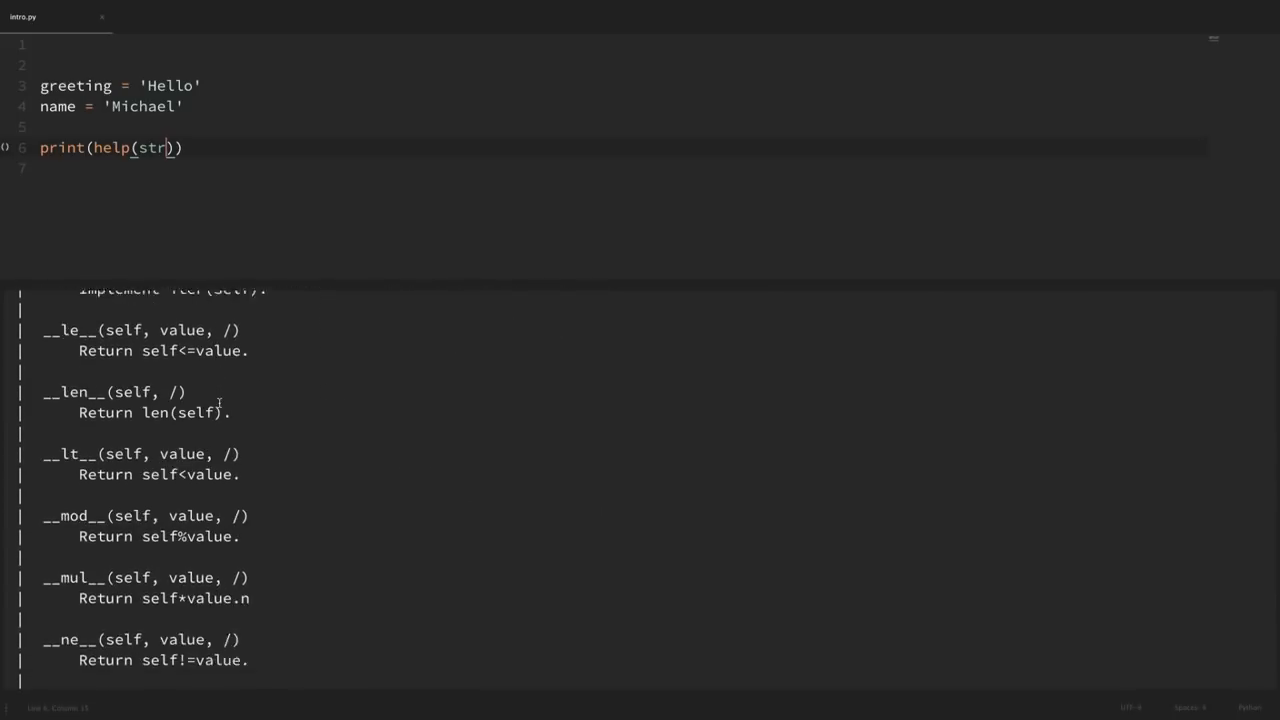 intro.py ×
1
2
3 greeting = 'Hello'
4 name = 'Michael'
5
6 print(help(str))
7
| Implement iter(self).
|
| __le__(self, value, /)
| Return self<=value.
|
| __len__(self, /)
| Return len(self).
|
| __lt__(self, value, /)
| Return self<value.
|
| __mod__(self, value, /)
| Return self%value.
|
| __mul__(self, value, /)
| Return self*value.n
|
| __ne__(self, value, /)
| Return self!=value.
|
Line 6, Column 15 UTF-8 Spaces: 4 Python